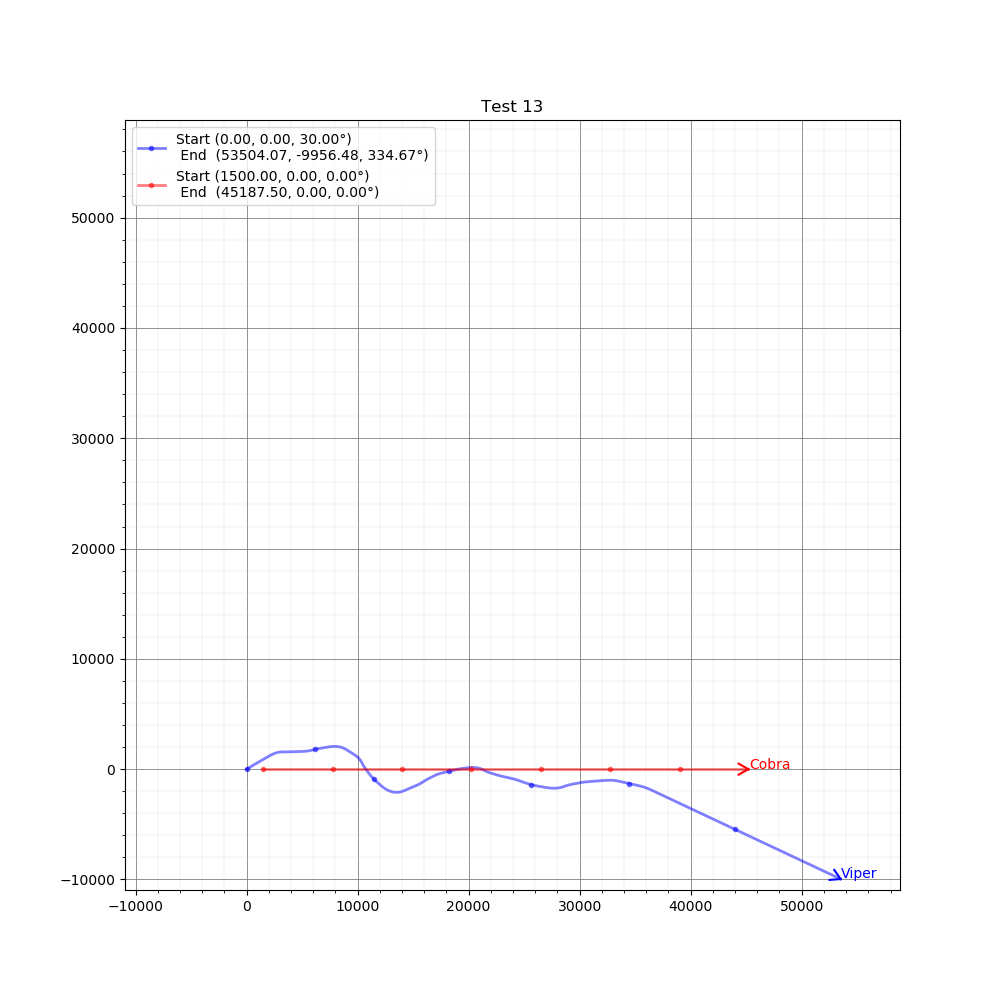 Test 13
Start (0.00, 0.00, 30.00°)
End  (53504.07, -9956.48, 334.67°)
Start (1500.00, 0.00, 0.00°)
End  (45187.50, 0.00, 0.00°)
50000
40000
30000
20000
10000
0
−10000
Cobra
Viper
−10000 0 10000 20000 30000 40000 50000